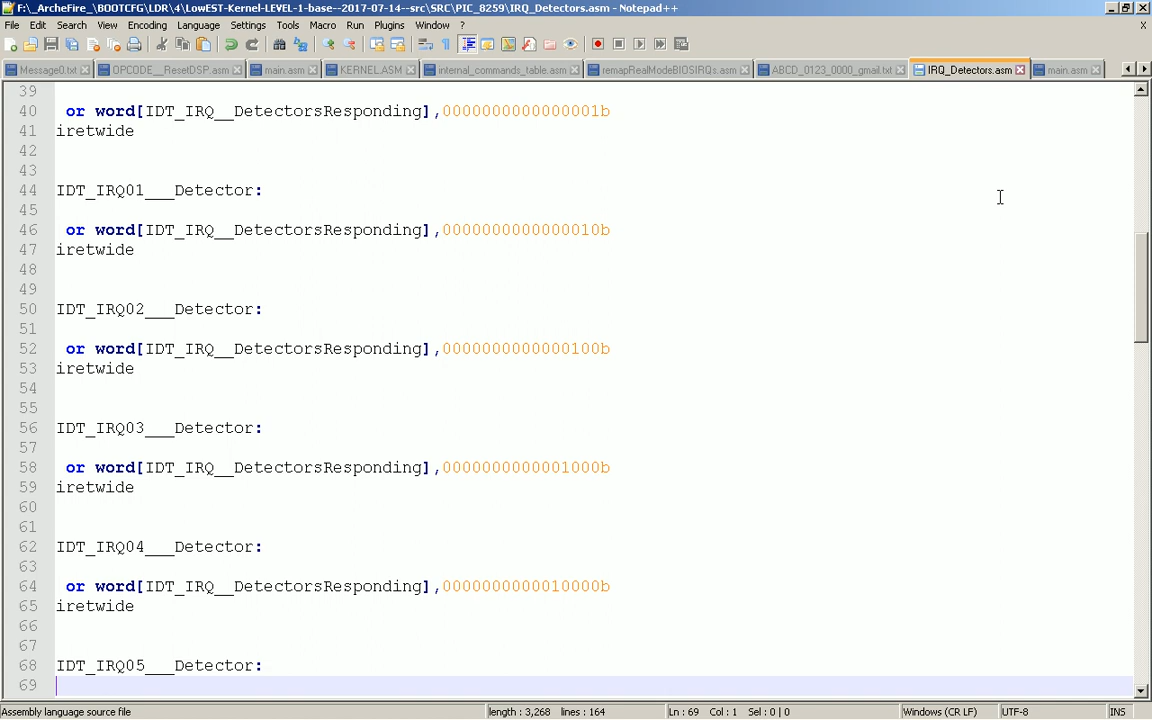 F:\_ArcheFire_\BOOTCFG\LDR\4\LowEST-Kernel-LEVEL-1-base--2017-07-14--src\SRC\PIC_8259\IRQ_Detectors.asm - Notepad++
File Edit Search View Encoding Language Settings Tools Macro Run Plugins Window ? X
Message0.txt OPCODE__ResetDSP.asm main.asm KERNEL.ASM internal_commands_table.asm remapRealModeBIOSIRQs.asm ABCD_0123_0000_gmail.txt IRQ_Detectors.asm main.asm
39
40 or word[IDT_IRQ__DetectorsResponding],0000000000000001b
41 iretwide
42
43
44 IDT_IRQ01___Detector:
45
46 or word[IDT_IRQ__DetectorsResponding],0000000000000010b
47 iretwide
48
49
50 IDT_IRQ02___Detector:
51
52 or word[IDT_IRQ__DetectorsResponding],0000000000000100b
53 iretwide
54
55
56 IDT_IRQ03___Detector:
57
58 or word[IDT_IRQ__DetectorsResponding],0000000000001000b
59 iretwide
60
61
62 IDT_IRQ04___Detector:
63
64 or word[IDT_IRQ__DetectorsResponding],0000000000010000b
65 iretwide
66
67
68 IDT_IRQ05___Detector:
69
Assembly language source file length : 3,268 lines : 164 Ln : 69 Col : 1 Sel : 0 | 0 Windows (CR LF) UTF-8 INS